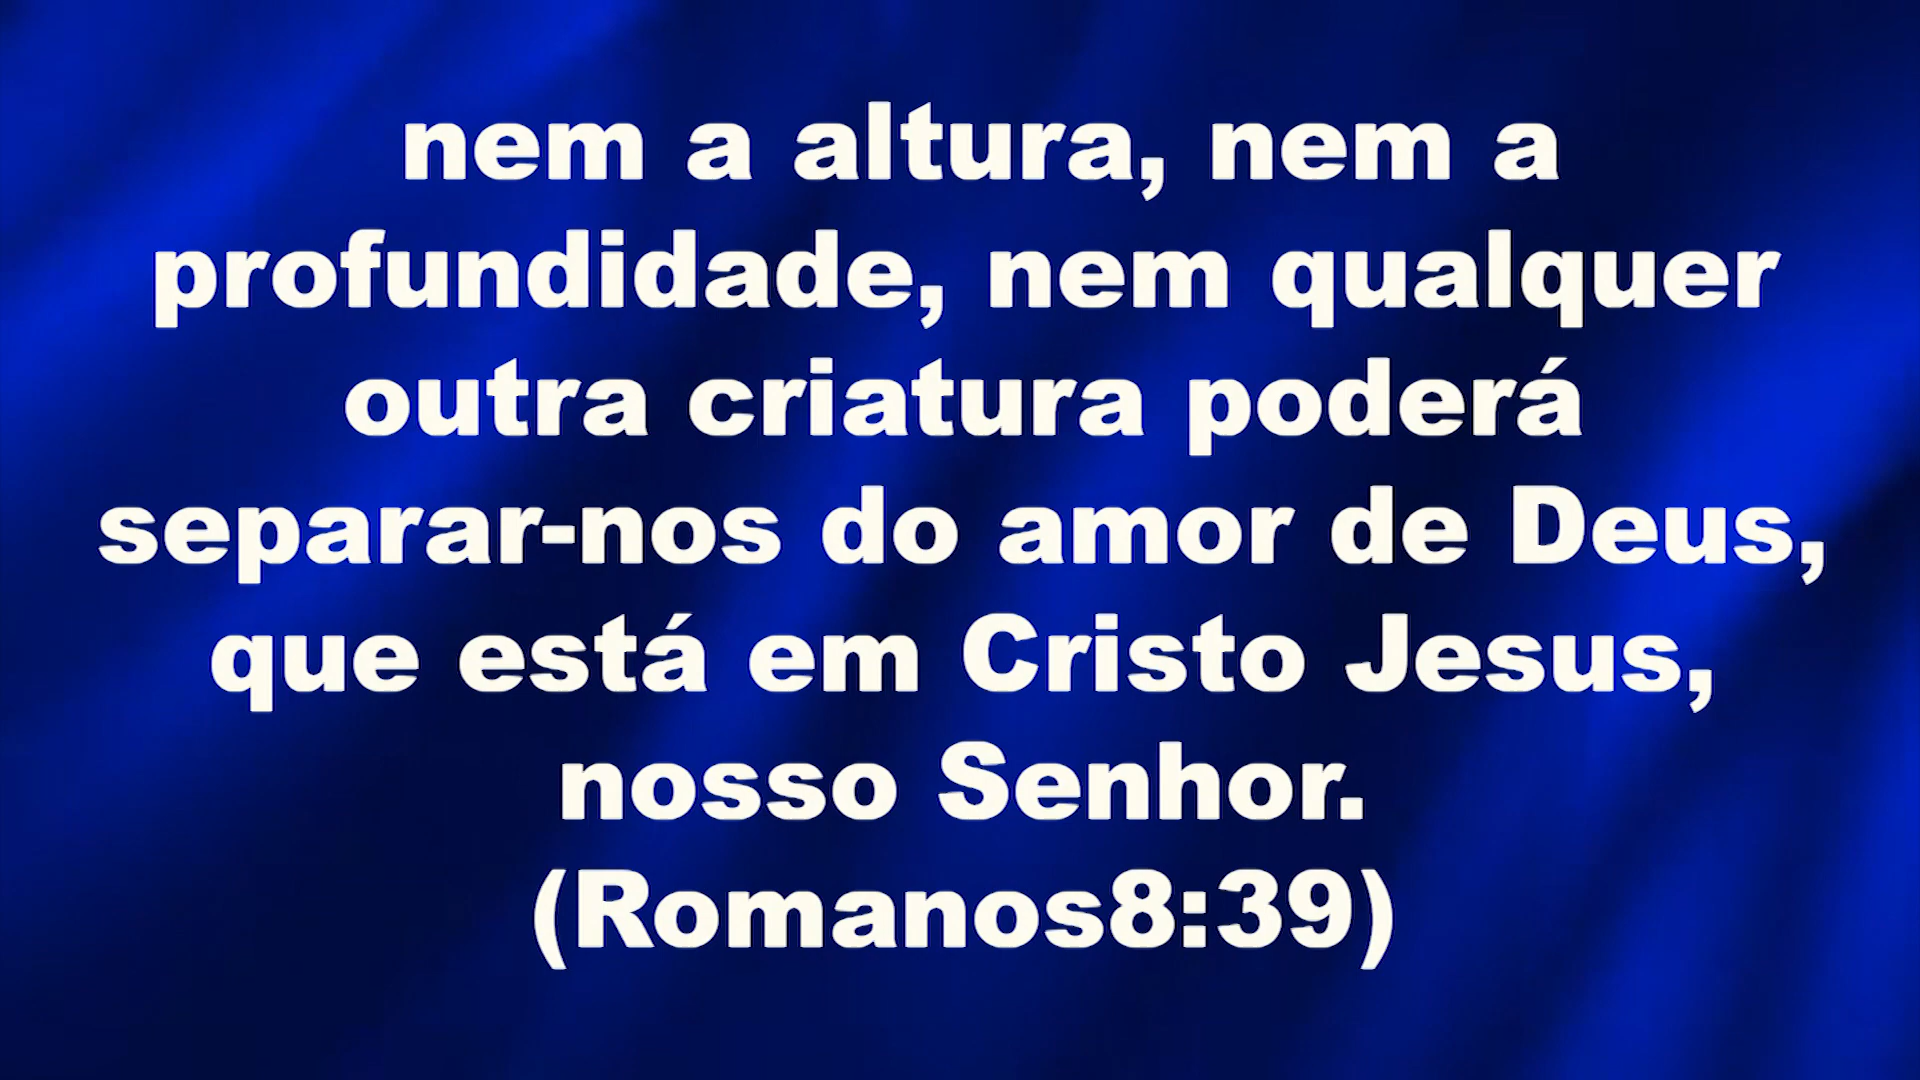 nem a altura, nem a
profundidade, nem qualquer
outra criatura poderá
separar-nos do amor de Deus,
que está em Cristo Jesus,
nosso Senhor.
(Romanos8:39)